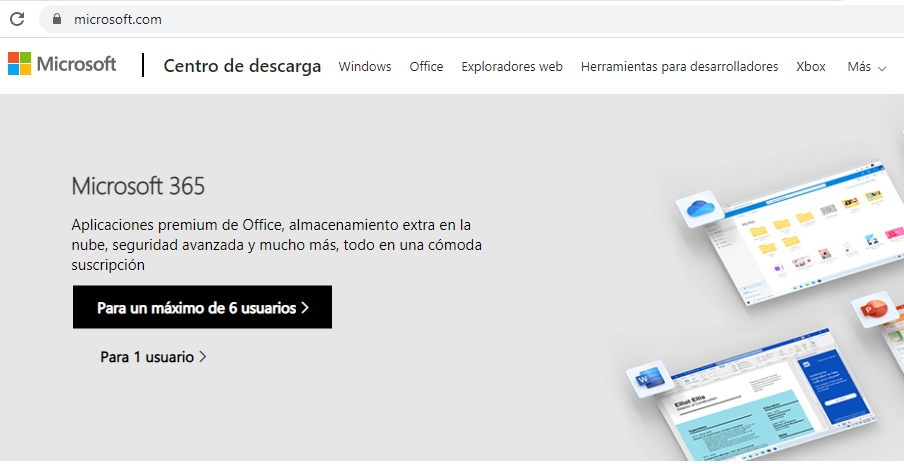 microsoft.com
Microsoft Centro de descarga Windows Office Exploradores web Herramientas para desarrolladores Xbox Más
Microsoft 365
Aplicaciones premium de Office, almacenamiento extra en la
nube, seguridad avanzada y mucho más, todo en una cómoda
suscripción
Para un máximo de 6 usuarios
Para 1 usuario
P
W
Elliot Ellis